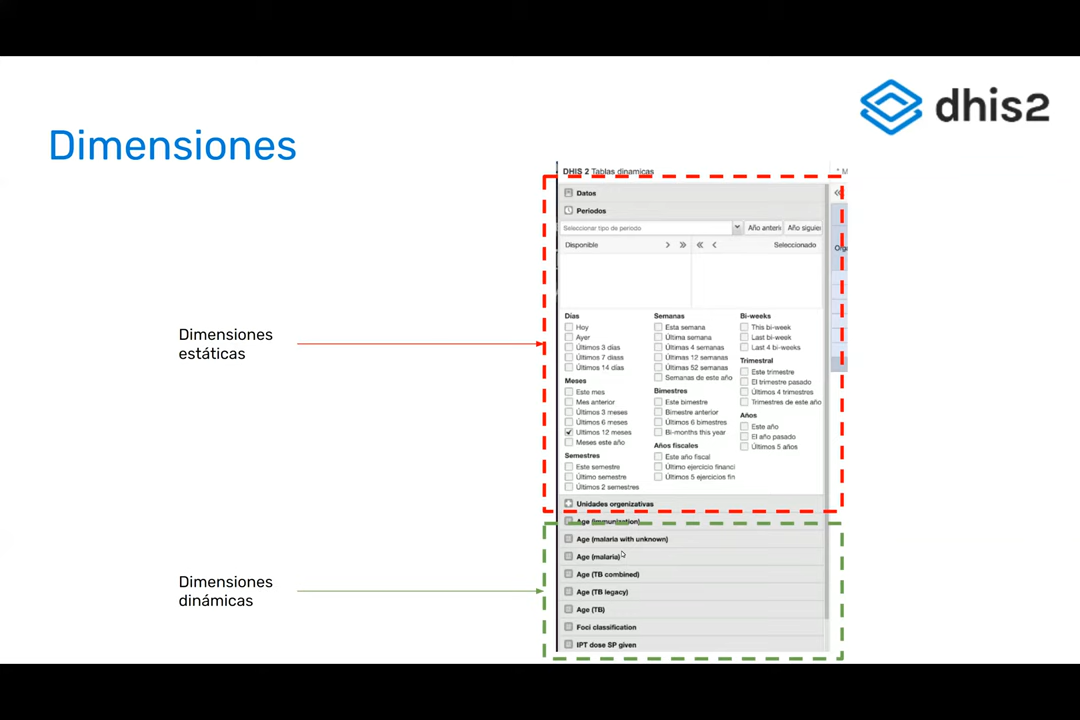 dhis2
Dimensiones
DHIS 2 Tablas dinamicas
Datos
Periodos
Seleccionar tipo de periodo
Año anteri
Año siguie
Disponible
Seleccionado
Días
Hoy
Ayer
Últimos 3 días
Últimos 7 díass
Últimos 14 días
Meses
Este mes
Mes anterior
Últimos 3 meses
Últimos 6 meses
Ultimos 12 meses
Meses este año
Semestres
Este semestre
Último semestre
Últimos 2 semestres
Semanas
Esta semana
Última semana
Últimas 4 semanas
Últimas 12 semanas
Últimas 52 semanas
Semanas de este año
Bimestres
Este bimestre
Bimestre anterior
Últimos 6 bimestres
Bi-months this year
Años fiscales
Este año fiscal
Último ejercicio financi
Últimos 5 ejercicios fin
Bi-weeks
This bi-week
Last bi-week
Last 4 bi-weeks
Trimestral
Este trimestre
El trimestre pasado
Últimos 4 trimestres
Trimestres de este año
Años
Este año
El año pasado
Últimos 5 años
Unidades organizativas
Age (immunization)
Age (malaria with unknown)
Age (malaria)
Age (TB combined)
Age (TB legacy)
Age (TB)
Foci classification
IPT dose SP given
Dimensiones
estáticas
Dimensiones
dinámicas